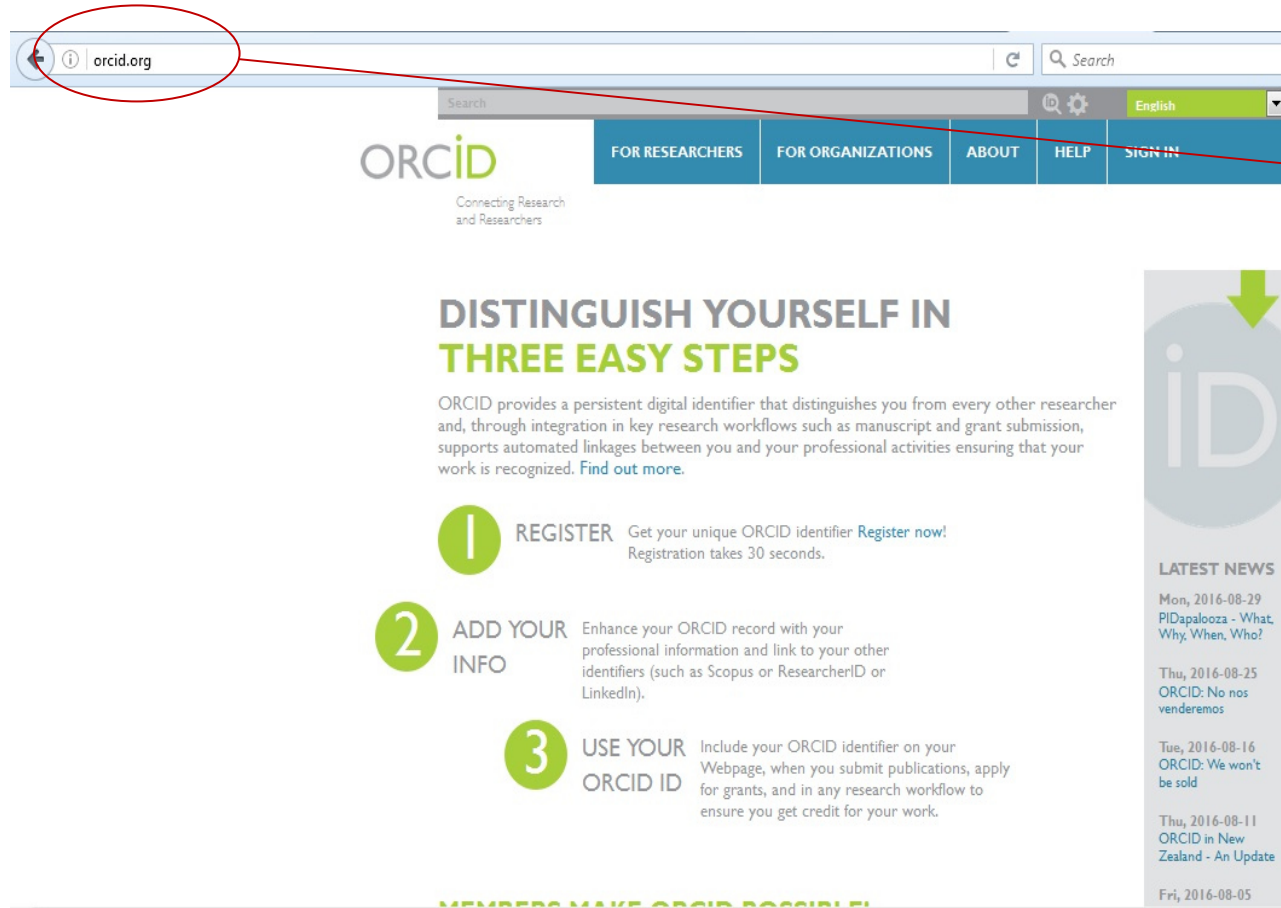 orcid.org
Search
Search
English
ORCiD
FOR RESEARCHERS
FOR ORGANIZATIONS
ABOUT
HELP
SIGN IN
Connecting Research
and Researchers
DISTINGUISH YOURSELF IN
THREE EASY STEPS
ORCID provides a persistent digital identifier that distinguishes you from every other researcher
and, through integration in key research workflows such as manuscript and grant submission,
supports automated linkages between you and your professional activities ensuring that your
work is recognized. Find out more.
1
REGISTER
Get your unique ORCID identifier Register now!
Registration takes 30 seconds.
2
ADD YOUR
INFO
Enhance your ORCID record with your
professional information and link to your other
identifiers (such as Scopus or ResearcherID or
LinkedIn).
3
USE YOUR
ORCID ID
Include your ORCID identifier on your
Webpage, when you submit publications, apply
for grants, and in any research workflow to
ensure you get credit for your work.
MEMBERS MAKE ORCID POSSIBLE!
iD
LATEST NEWS
Mon, 2016-08-29
PIDapalooza - What,
Why, When, Who?
Thu, 2016-08-25
ORCID: No nos
venderemos
Tue, 2016-08-16
ORCID: We won't
be sold
Thu, 2016-08-11
ORCID in New
Zealand - An Update
Fri, 2016-08-05